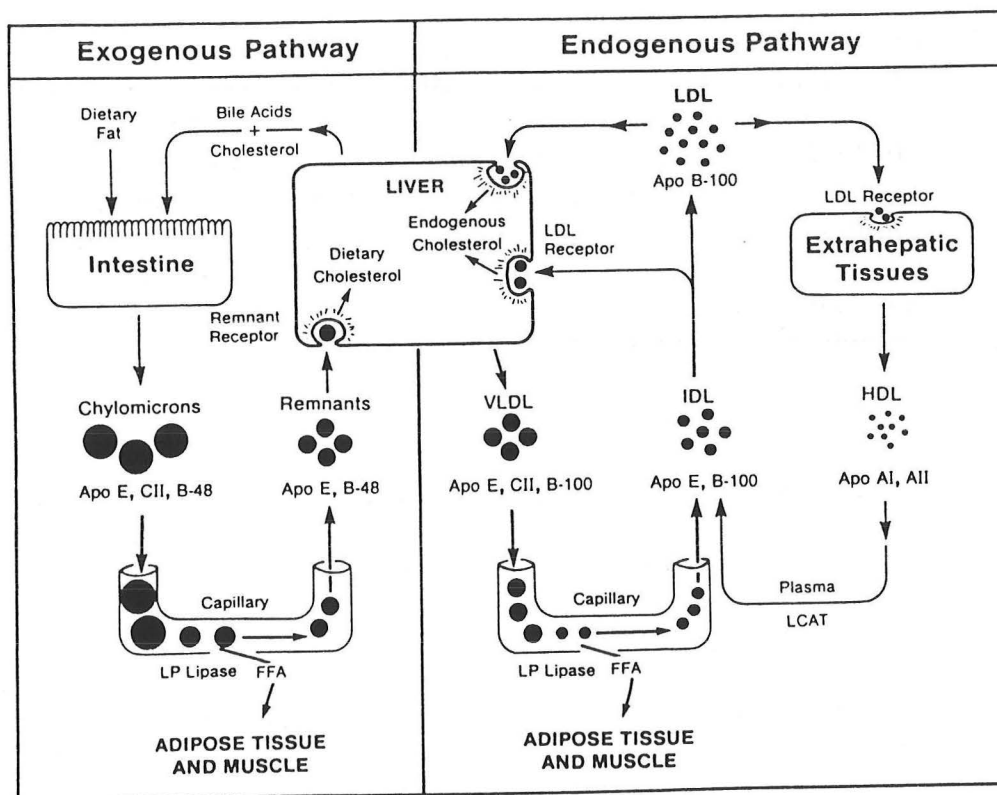 Exogenous Pathway
Endogenous Pathway
Dietary
Fat
Bile Acids
+
Cholesterol
Intestine
LIVER
Endogenous
Cholesterol
Dietary
Cholesterol
Remnant
Receptor
LDL
Receptor
LDL
Apo B-100
LDL Receptor
Extrahepatic
Tissues
Chylomicrons
Apo E, CII, B-48
Remnants
Apo E, B-48
VLDL
Apo E, CII, B-100
IDL
Apo E, B-100
HDL
Apo AI, AII
Capillary
LP Lipase
FFA
ADIPOSE TISSUE
AND MUSCLE
Capillary
LP Lipase
FFA
ADIPOSE TISSUE
AND MUSCLE
Plasma
LCAT